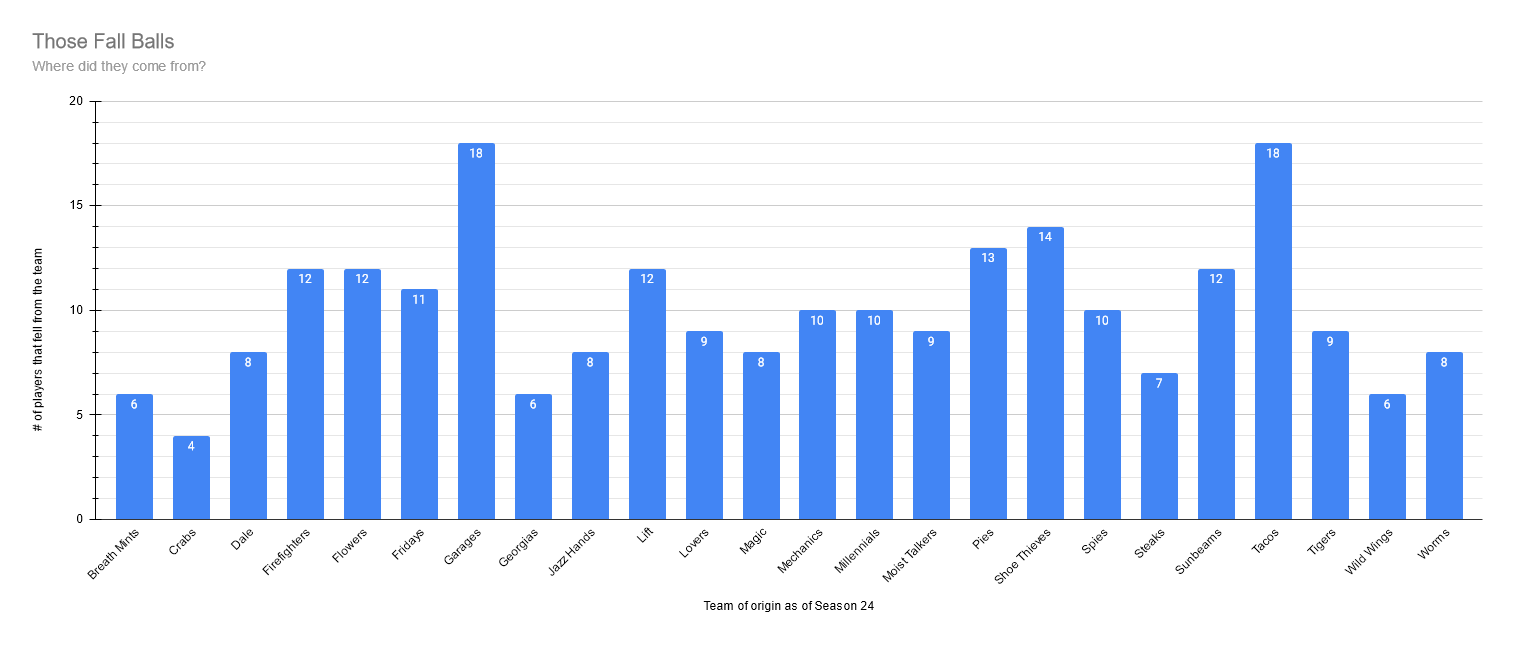 Those Fall Balls
Where did they come from?
# of players that fell from the team
20
15
10
5
0
6
4
8
12
12
11
18
6
8
12
9
8
10
10
9
13
14
10
7
12
18
9
6
8
Breath Mints
Crabs
Dale
Firefighters
Flowers
Fridays
Garages
Georgias
Jazz Hands
Lift
Lovers
Magic
Mechanics
Millennials
Moist Talkers
Pies
Shoe Thieves
Spies
Steaks
Sunbeams
Tacos
Tigers
Wild Wings
Worms
Team of origin as of Season 24